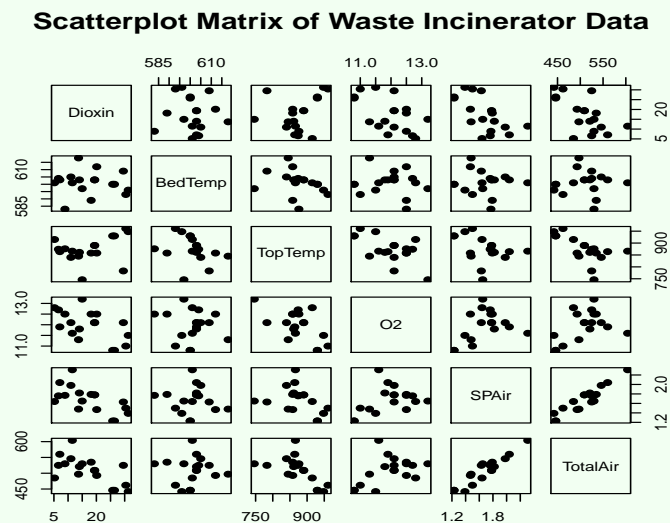 Scatterplot Matrix of Waste Incinerator Data
585 610 11.0 13.0 450 550
Dioxin
5 20
BedTemp
585 610
TopTemp
750 900
O2
11.0 13.0
SPAir
1.2 2.0
TotalAir
450 600
5 20 750 900 1.2 1.8